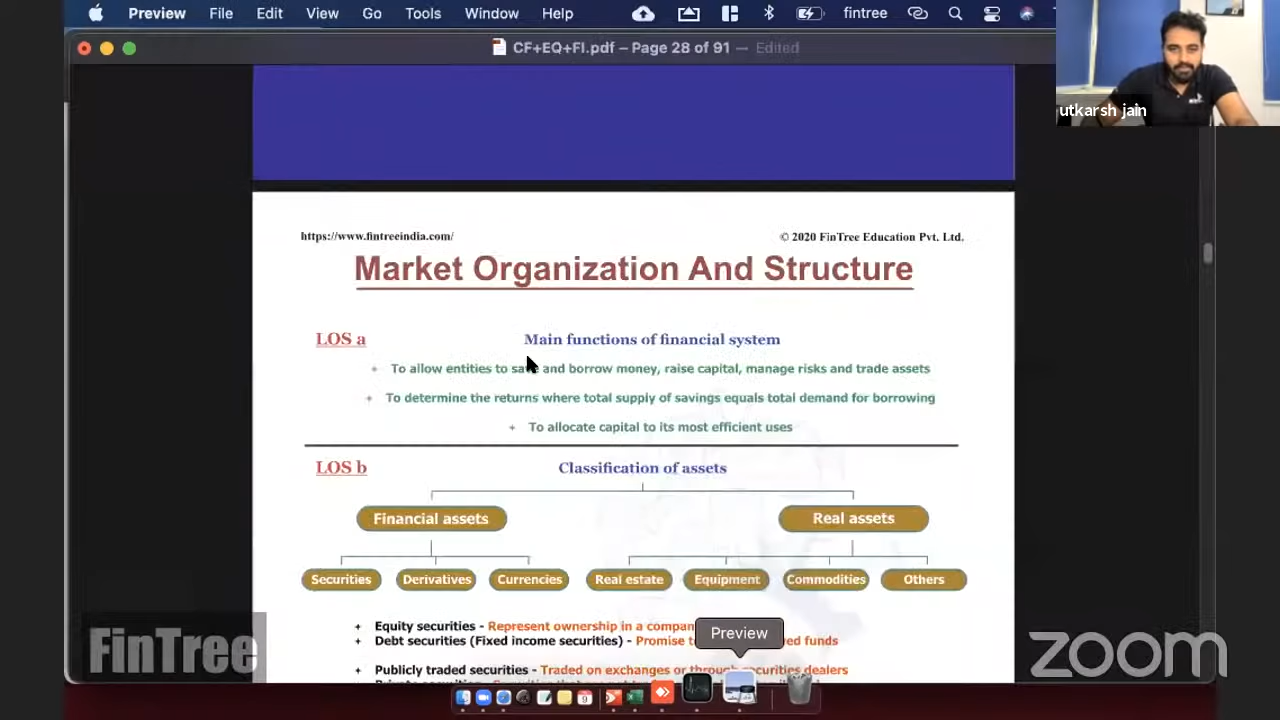 Preview File Edit View Go Tools Window Help fintree
CF+EQ+FI.pdf – Page 28 of 91 — Edited
utkarsh jain
https://www.fintreeindia.com/ © 2020 FinTree Education Pvt. Ltd.
Market Organization And Structure
LOS a Main functions of financial system
To allow entities to save and borrow money, raise capital, manage risks and trade assets
To determine the returns where total supply of savings equals total demand for borrowing
To allocate capital to its most efficient uses
LOS b Classification of assets
Financial assets Real assets
Securities Derivatives Currencies Real estate Equipment Commodities Others
Equity securities - Represent ownership in a
Debt securities (Fixed income securities) - Promise funds
Preview
Publicly traded securities - Traded on exchanges or through securities dealers
FinTree
zoom
9